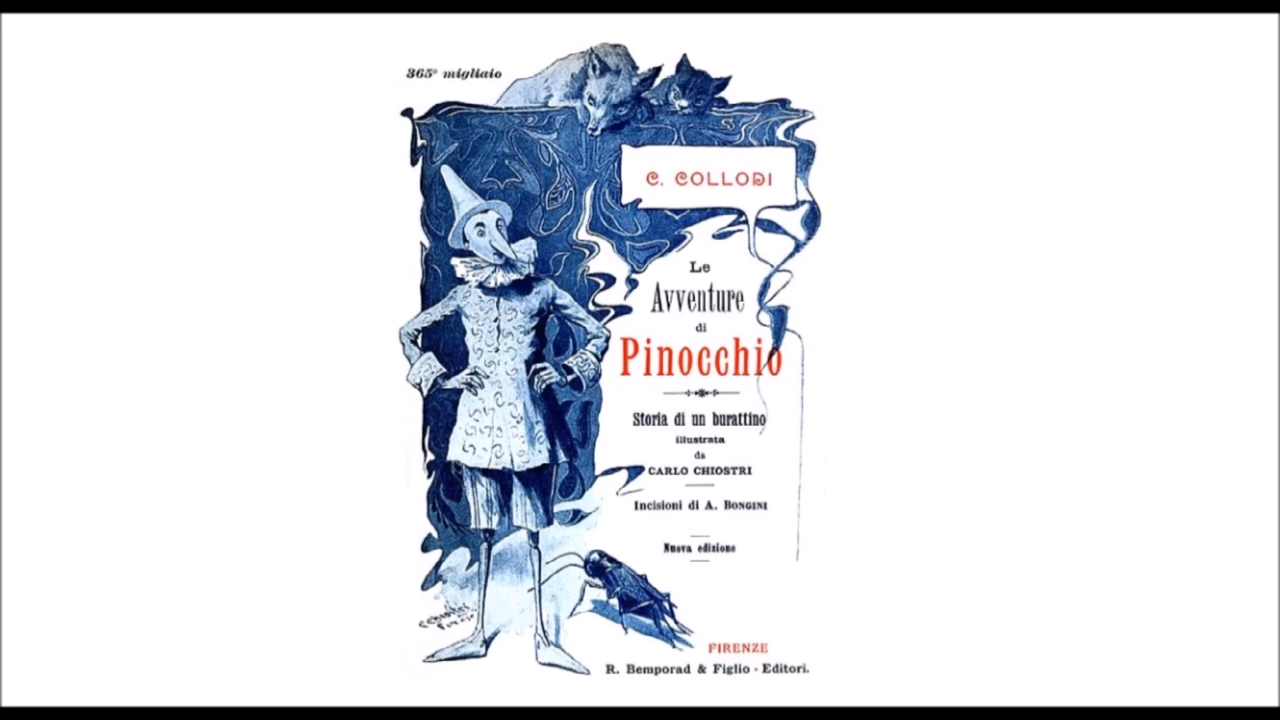 365º migliaio
C. COLLODI
Le
Avventure
di
Pinocchio
Storia di un burattino
illustrata
da
CARLO CHIOSTRI
Incisioni di A. BONGINI
Nuova edizione
FIRENZE
R. Bemporad & Figlio - Editori.